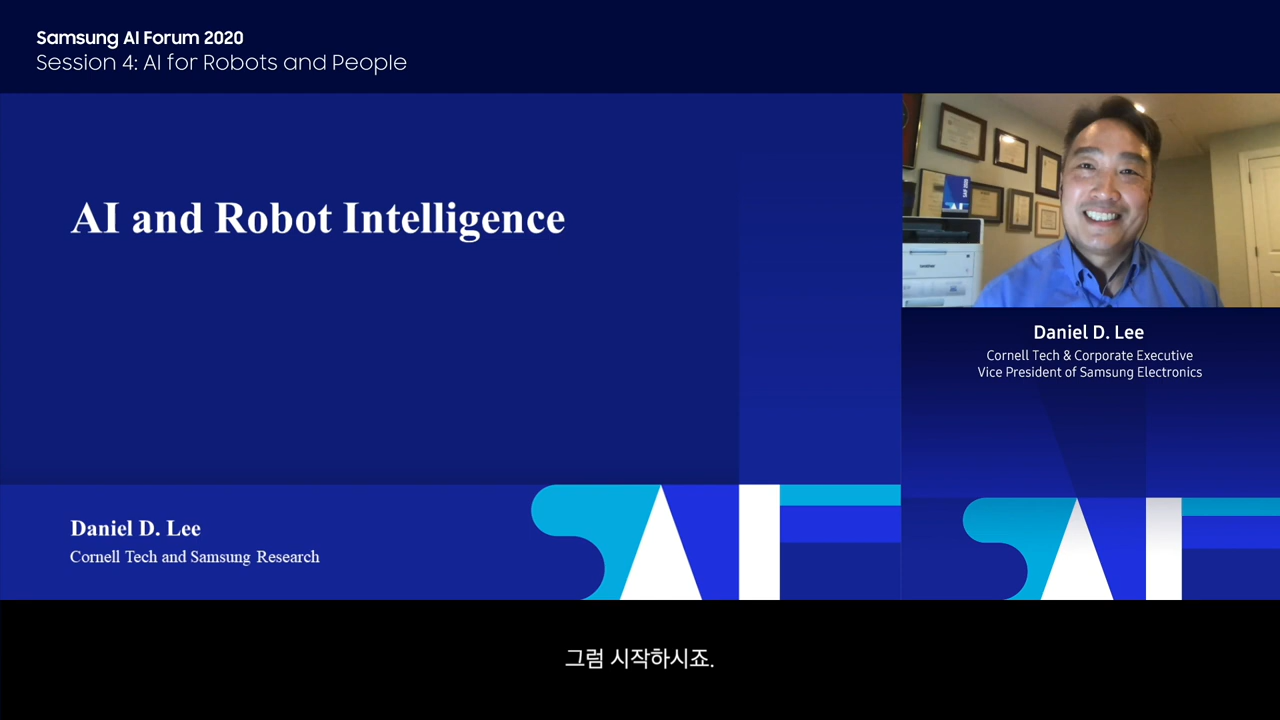 Samsung AI Forum 2020
Session 4: AI for Robots and People
AI and Robot Intelligence
Daniel D. Lee
Cornell Tech & Corporate Executive
Vice President of Samsung Electronics
Daniel D. Lee
Cornell Tech and Samsung Research
SAIF
그럼 시작하시죠.